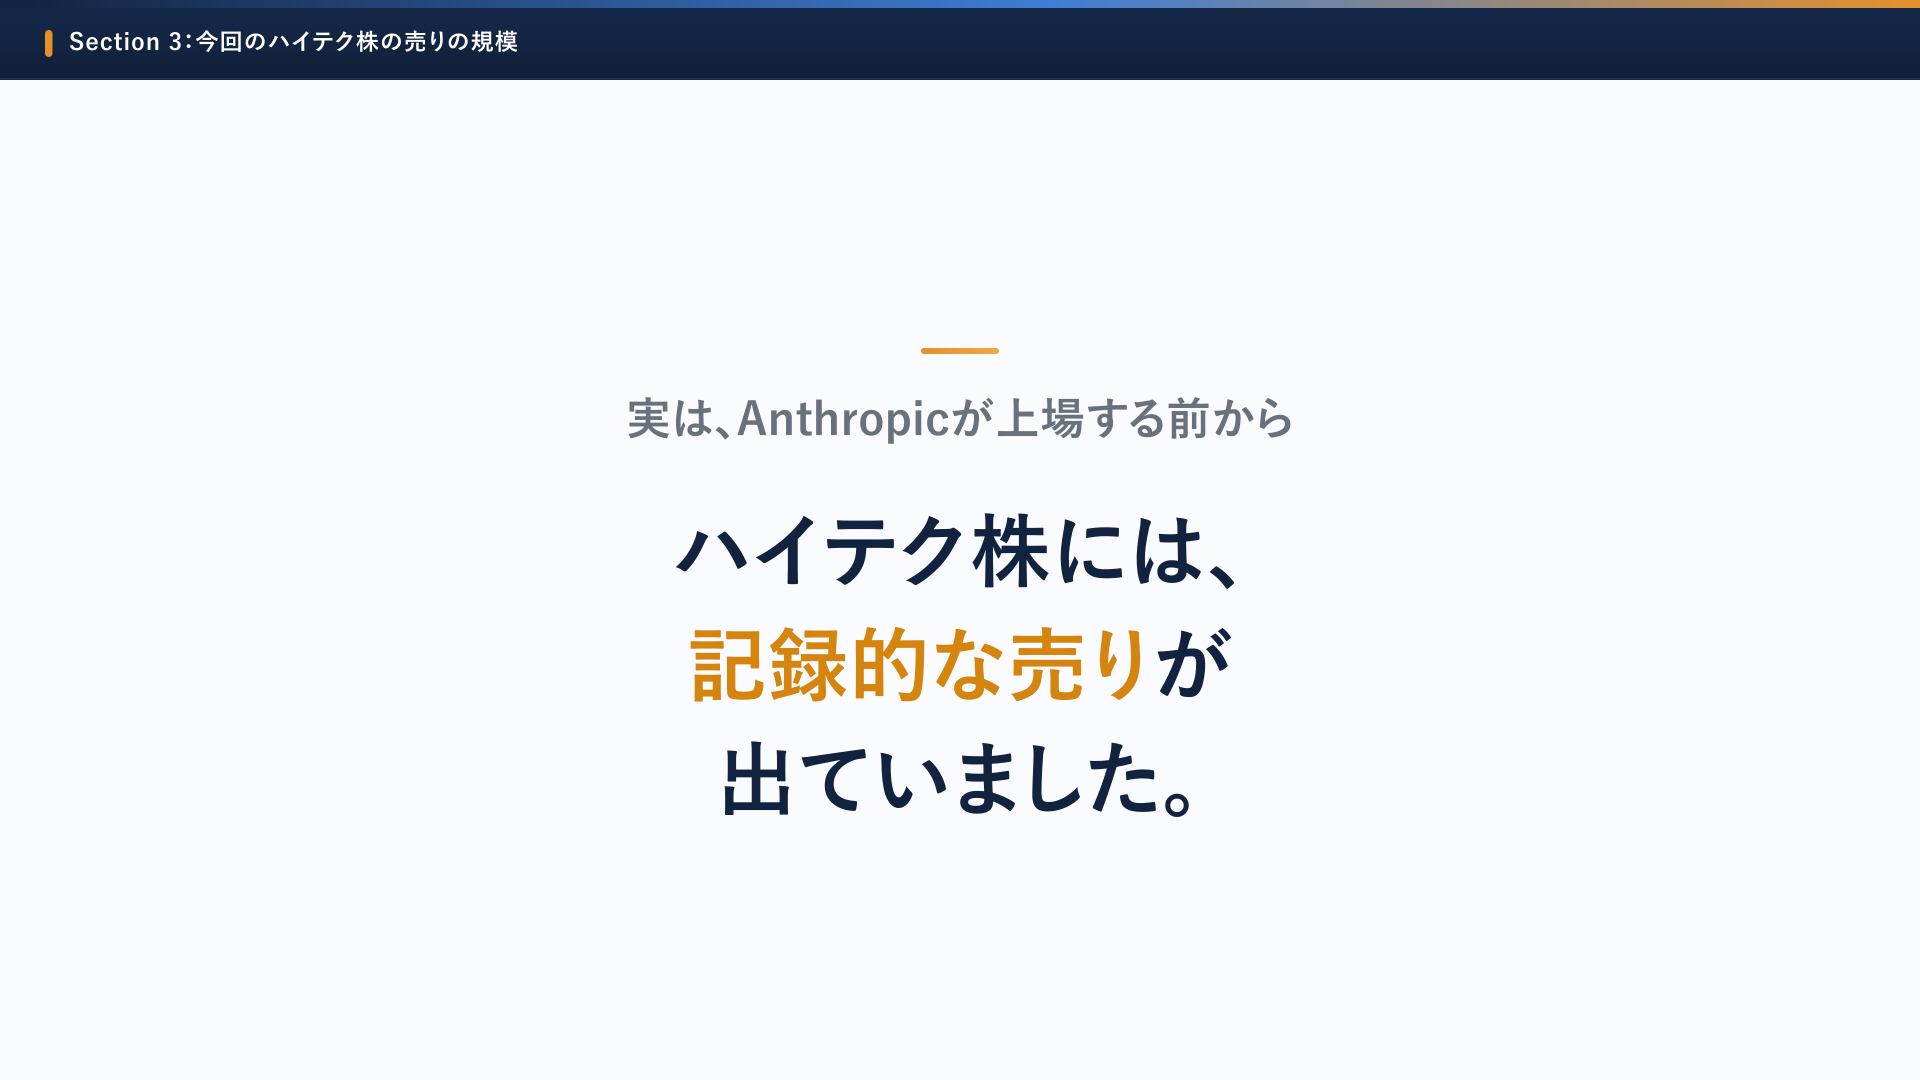 Section 3：今回のハイテク株の売りの規模
実は、Anthropicが上場する前から
ハイテク株には、
記録的な売りが
出ていました。